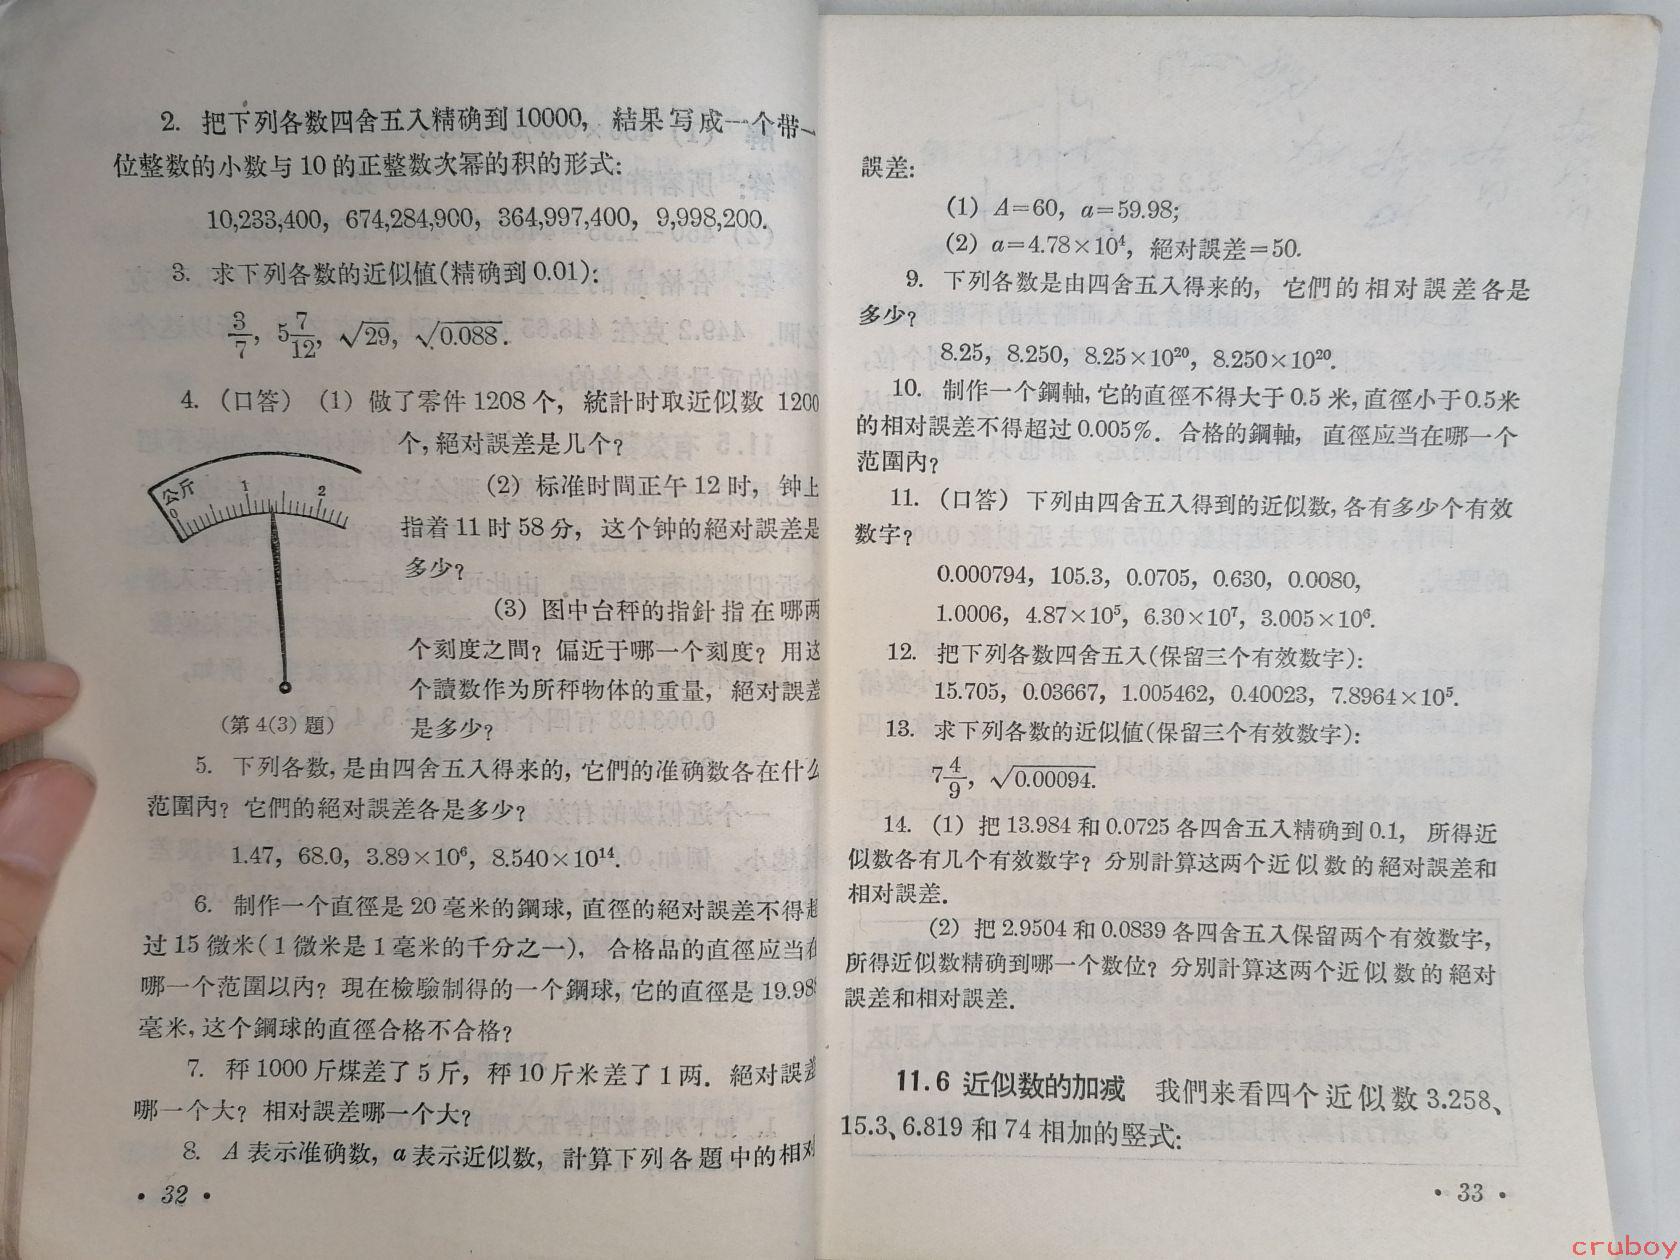 2. 把下列各数四舍五入精确到10000, 結果写成一个带一
位整数的小数与10的正整数次幂的积的形式:
10,233,400, 674,284,900, 364,997,400, 9,998,200.
3. 求下列各数的近似値(精确到0.01):
3/7, 5 7/12, √29, √0.088.
4. (口答) (1) 做了零件1208个, 統計时取近似数 1200
个, 絕对誤差是几个?
(2) 标准时間正午12时, 钟上
指着11时58分, 这个钟的絕对誤差是
多少?
(3) 图中台秤的指針指在哪两
个刻度之間? 偏近于哪一个刻度? 用这
个讀数作为所秤物体的重量, 絕对誤差
是多少?
公斤
0 1 2
(第4(3)題)
5. 下列各数, 是由四舍五入得来的, 它們的准确数各在什么
范圍內? 它們的絕对誤差各是多少?
1.47, 68.0, 3.89×10⁶, 8.540×10¹⁴.
6. 制作一个直徑是20毫米的鋼球, 直徑的絕对誤差不得超
过15微米(1微米是1毫米的千分之一), 合格品的直徑应当在
哪一个范圍以內? 現在檢驗制得的一个鋼球, 它的直徑是19.98
毫米, 这个鋼球的直徑合格不合格?
7. 秤1000斤煤差了5斤, 秤10斤米差了1两. 絕对誤差
哪一个大? 相对誤差哪一个大?
8. A表示准确数, a表示近似数, 計算下列各題中的相对
• 32 •
誤差:
(1) A=60, a=59.98;
(2) a=4.78×10⁴, 絕对誤差=50.
9. 下列各数是由四舍五入得来的, 它們的相对誤差各是
多少?
8.25, 8.250, 8.25×10²⁰, 8.250×10²⁰.
10. 制作一个鋼軸, 它的直徑不得大于0.5米, 直徑小于0.5米
的相对誤差不得超过0.005%. 合格的鋼軸, 直徑应当在哪一个
范圍內?
11. (口答) 下列由四舍五入得到的近似数, 各有多少个有效
数字?
0.000794, 105.3, 0.0705, 0.630, 0.0080,
1.0006, 4.87×10⁵, 6.30×10⁷, 3.005×10⁶.
12. 把下列各数四舍五入(保留三个有效数字):
15.705, 0.03667, 1.005462, 0.40023, 7.8964×10⁵.
13. 求下列各数的近似値(保留三个有效数字):
7 4/9, √0.00094.
14. (1) 把13.984和0.0725各四舍五入精确到0.1, 所得近
似数各有几个有效数字? 分別計算这两个近似数的絕对誤差和
相对誤差.
(2) 把2.9504和0.0839各四舍五入保留两个有效数字,
所得近似数精确到哪一个数位? 分別計算这两个近似数的絕对
誤差和相对誤差.
11.6 近似数的加减 我們来看四个近似数3.258、
15.3、6.819和74相加的竖式:
• 33 •
cruboy